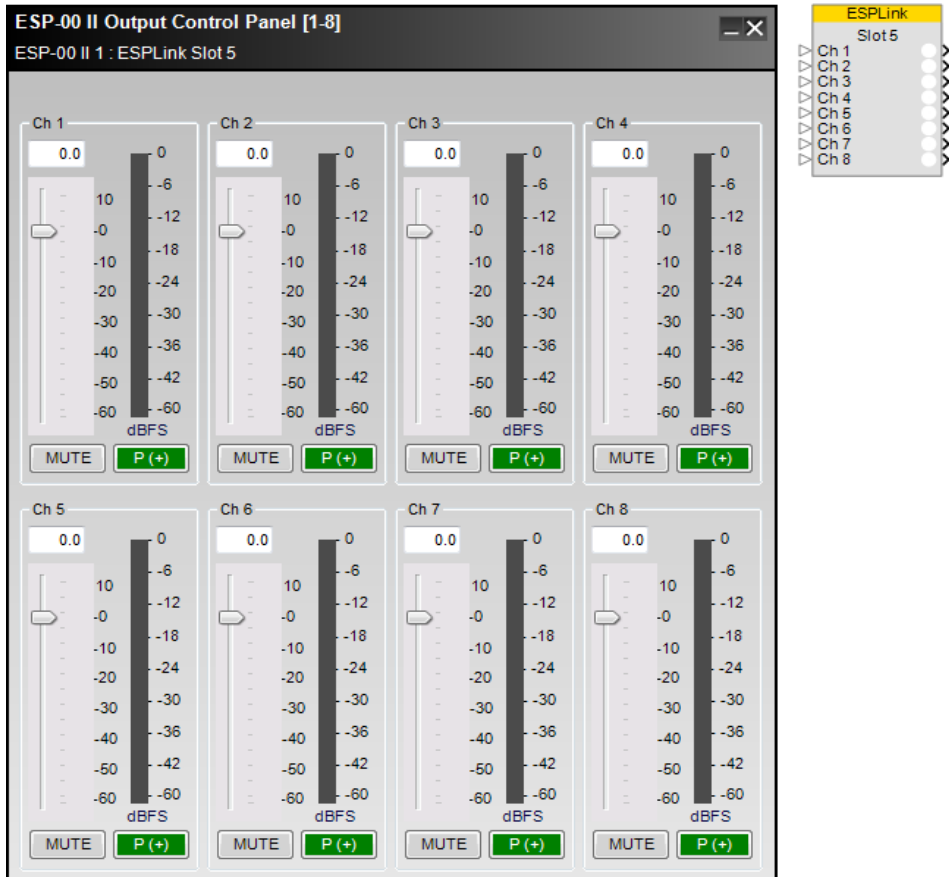 ESP-00 II Output Control Panel [1-8]
ESP-00 II 1 : ESPLink Slot 5
ESPLink
Slot 5
Ch 1
Ch 2
Ch 3
Ch 4
Ch 5
Ch 6
Ch 7
Ch 8
Ch 1 Ch 2 Ch 3 Ch 4
0.0 0 0.0 0 0.0 0 0.0 0
-6 -6 -6 -6
10 10 10 10
-12 -12 -12 -12
-0 -0 -0 -0
-18 -18 -18 -18
-10 -10 -10 -10
-24 -24 -24 -24
-20 -20 -20 -20
-30 -30 -30 -30
-30 -30 -30 -30
-36 -36 -36 -36
-40 -40 -40 -40
-42 -42 -42 -42
-50 -50 -50 -50
-60 -60 -60 -60 -60 -60 -60 -60
dBFS dBFS dBFS dBFS
MUTE P (+) MUTE P (+) MUTE P (+) MUTE P (+)
Ch 5 Ch 6 Ch 7 Ch 8
0.0 0 0.0 0 0.0 0 0.0 0
-6 -6 -6 -6
10 10 10 10
-12 -12 -12 -12
-0 -0 -0 -0
-18 -18 -18 -18
-10 -10 -10 -10
-24 -24 -24 -24
-20 -20 -20 -20
-30 -30 -30 -30
-30 -30 -30 -30
-36 -36 -36 -36
-40 -40 -40 -40
-42 -42 -42 -42
-50 -50 -50 -50
-60 -60 -60 -60 -60 -60 -60 -60
dBFS dBFS dBFS dBFS
MUTE P (+) MUTE P (+) MUTE P (+) MUTE P (+)